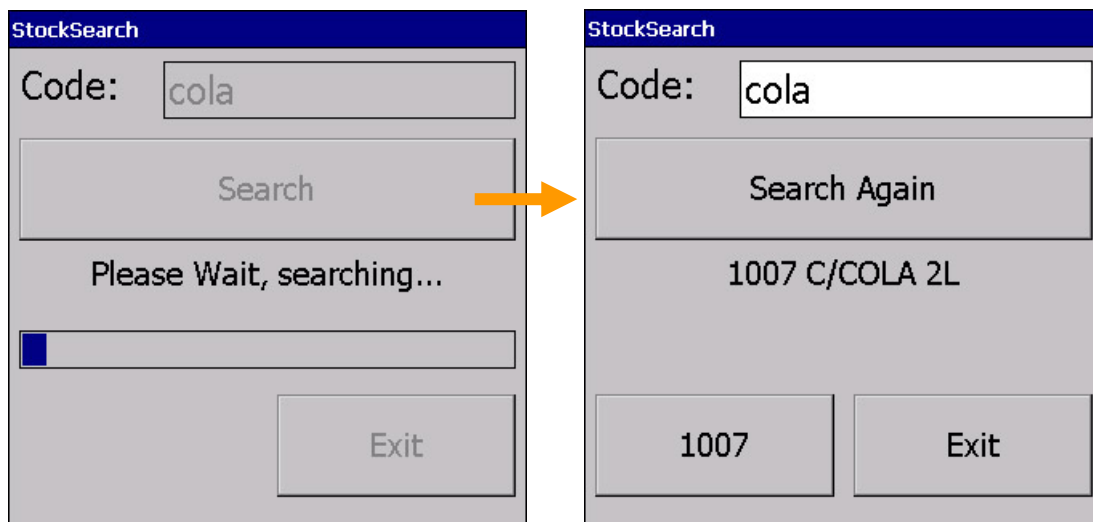 StockSearch
Code: cola
Search
Please Wait, searching...
Exit
StockSearch
Code: cola
Search Again
1007 C/COLA 2L
1007 Exit